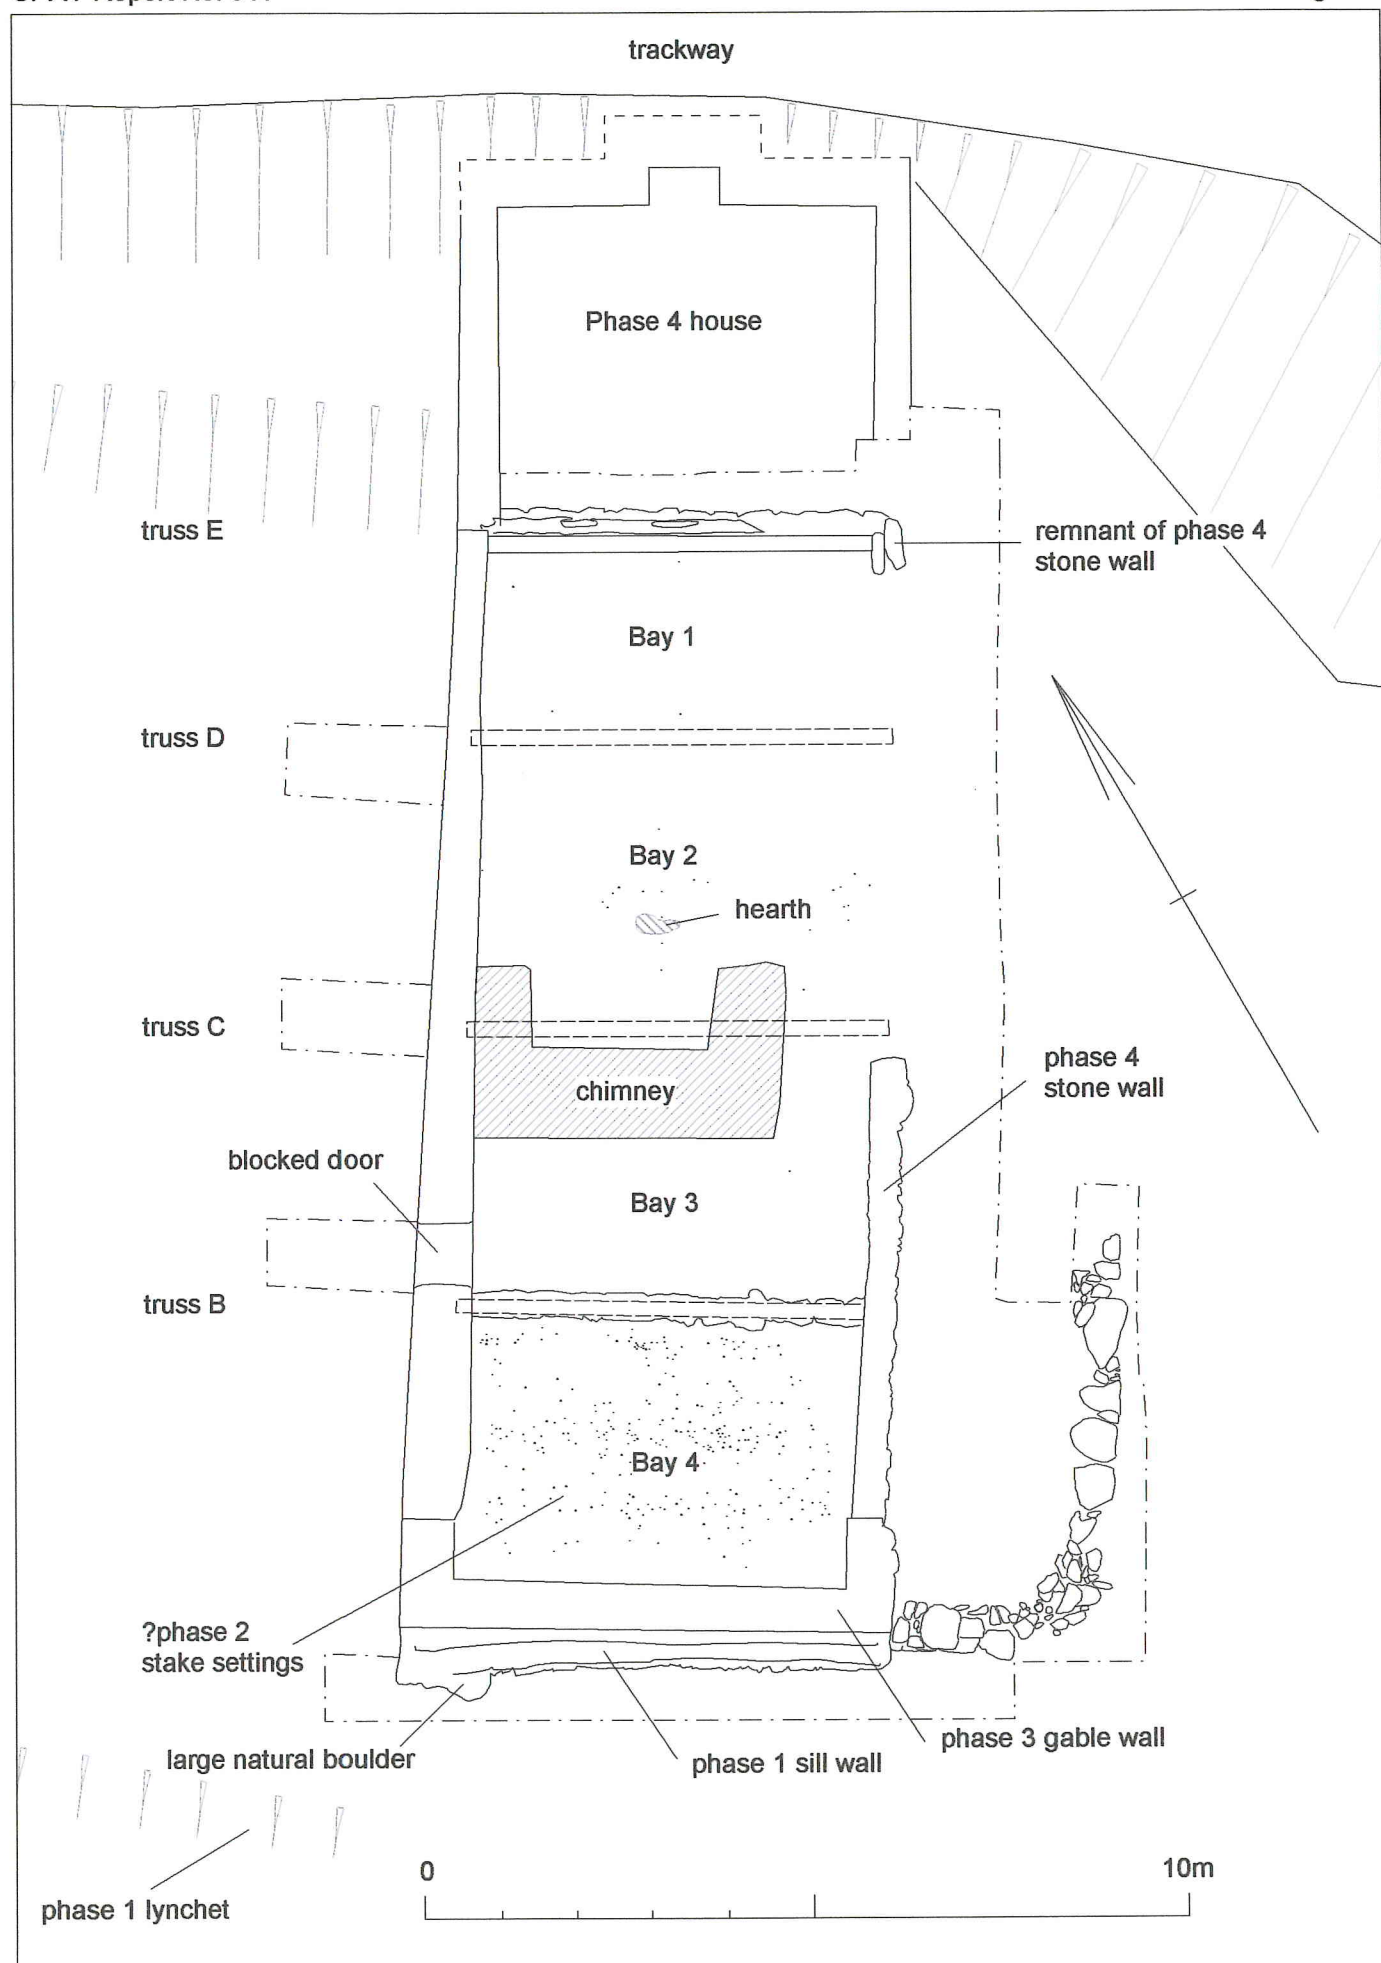 trackway
Phase 4 house
truss E
remnant of phase 4
stone wall
Bay 1
truss D
Bay 2
hearth
truss C
phase 4
stone wall
chimney
blocked door
Bay 3
truss B
Bay 4
?phase 2
stake settings
phase 3 gable wall
large natural boulder
phase 1 sill wall
0
10m
phase 1 lynchet